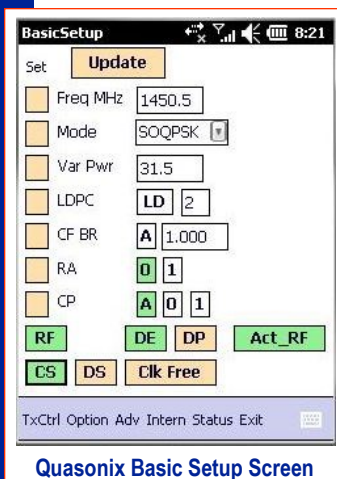 BasicSetup 8:21
Set Update
Freq MHz 1450.5
Mode SOQPSK
Var Pwr 31.5
LDPC LD 2
CF BR A 1.000
RA 0 1
CP A 0 1
RF DE DP Act_RF
CS DS Clk Free
TxCtrl Option Adv Intern Status Exit
Quasonix Basic Setup Screen